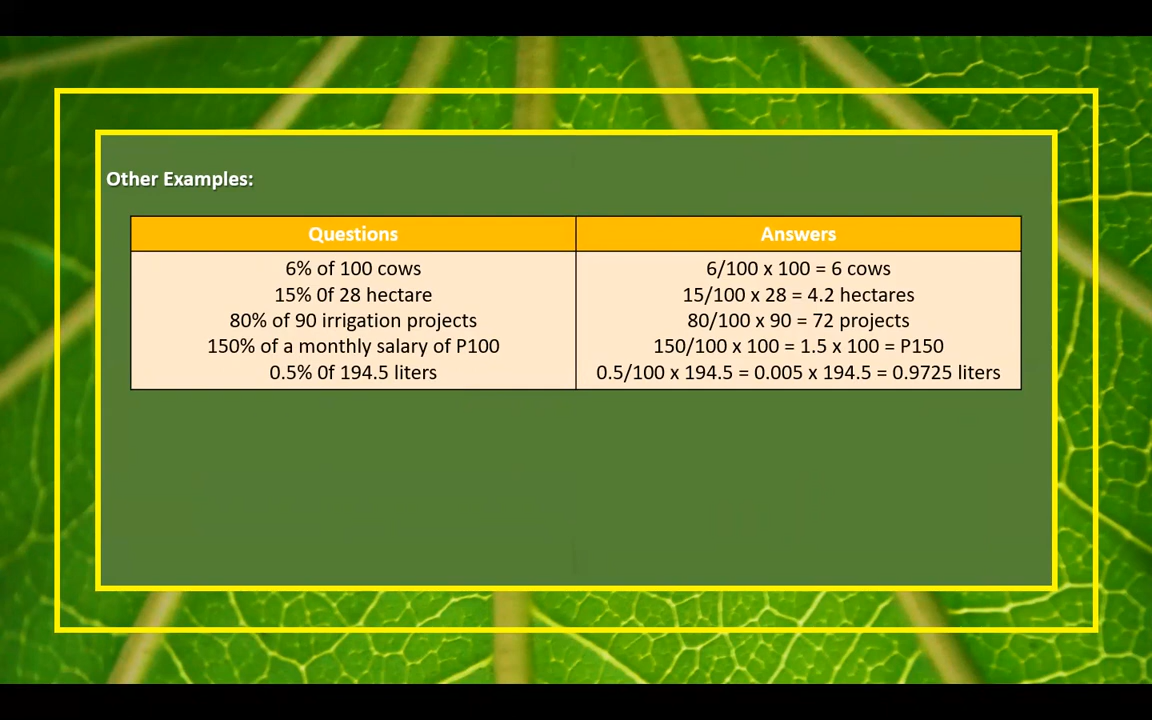 Other Examples:
Questions
Answers
6% of 100 cows
6/100 x 100 = 6 cows
15% 0f 28 hectare
15/100 x 28 = 4.2 hectares
80% of 90 irrigation projects
80/100 x 90 = 72 projects
150% of a monthly salary of P100
150/100 x 100 = 1.5 x 100 = P150
0.5% 0f 194.5 liters
0.5/100 x 194.5 = 0.005 x 194.5 = 0.9725 liters